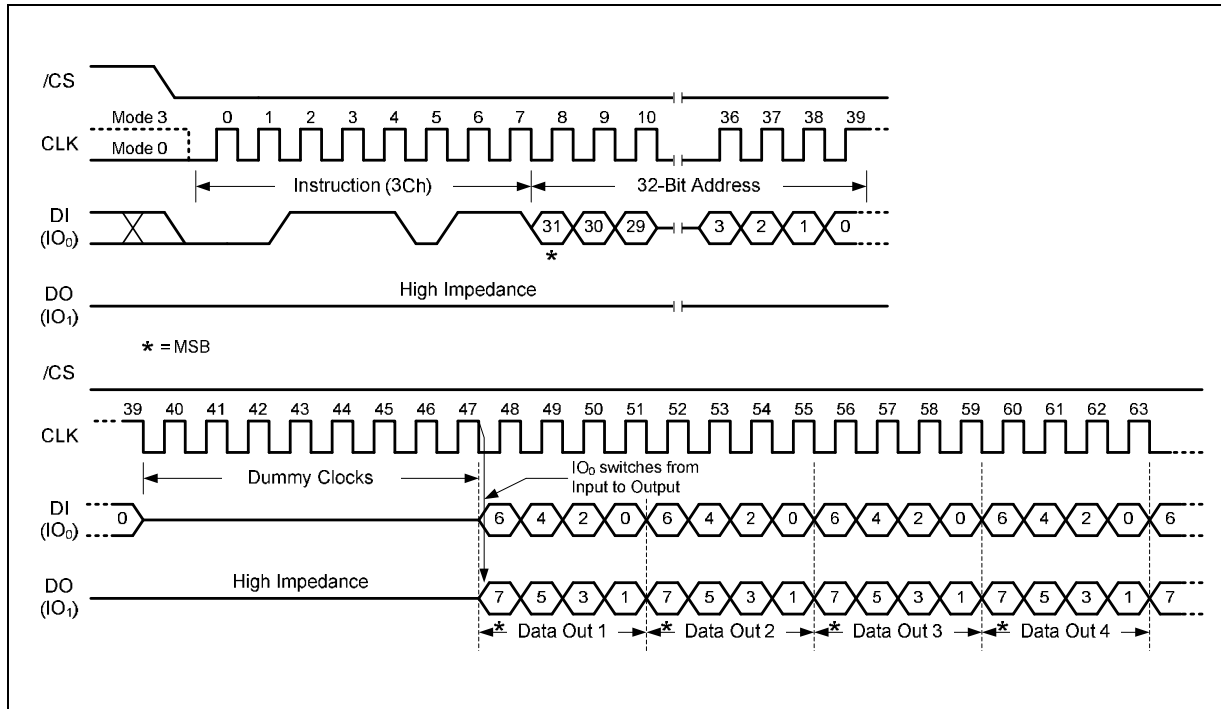 /CS
Mode 3 0 1 2 3 4 5 6 7 8 9 10 36 37 38 39
CLK
Mode 0
Instruction (3Ch) 32-Bit Address
DI
(IO₀)
31 30 29 3 2 1 0
*
High Impedance
DO
(IO₁)
* = MSB
/CS
39 40 41 42 43 44 45 46 47 48 49 50 51 52 53 54 55 56 57 58 59 60 61 62 63
CLK
Dummy Clocks
IO₀ switches from
Input to Output
DI
(IO₀)
0 6 4 2 0 6 4 2 0 6 4 2 0 6 4 2 0 6
High Impedance
DO
(IO₁)
7 5 3 1 7 5 3 1 7 5 3 1 7 5 3 1 7
* Data Out 1 * Data Out 2 * Data Out 3 * Data Out 4